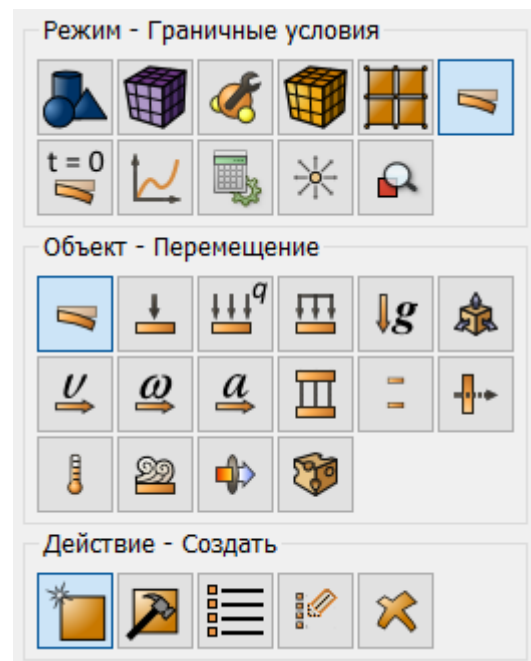 Режим - Граничные условия
t = 0
Объект - Перемещение
q
g
υ ω a
Действие - Создать